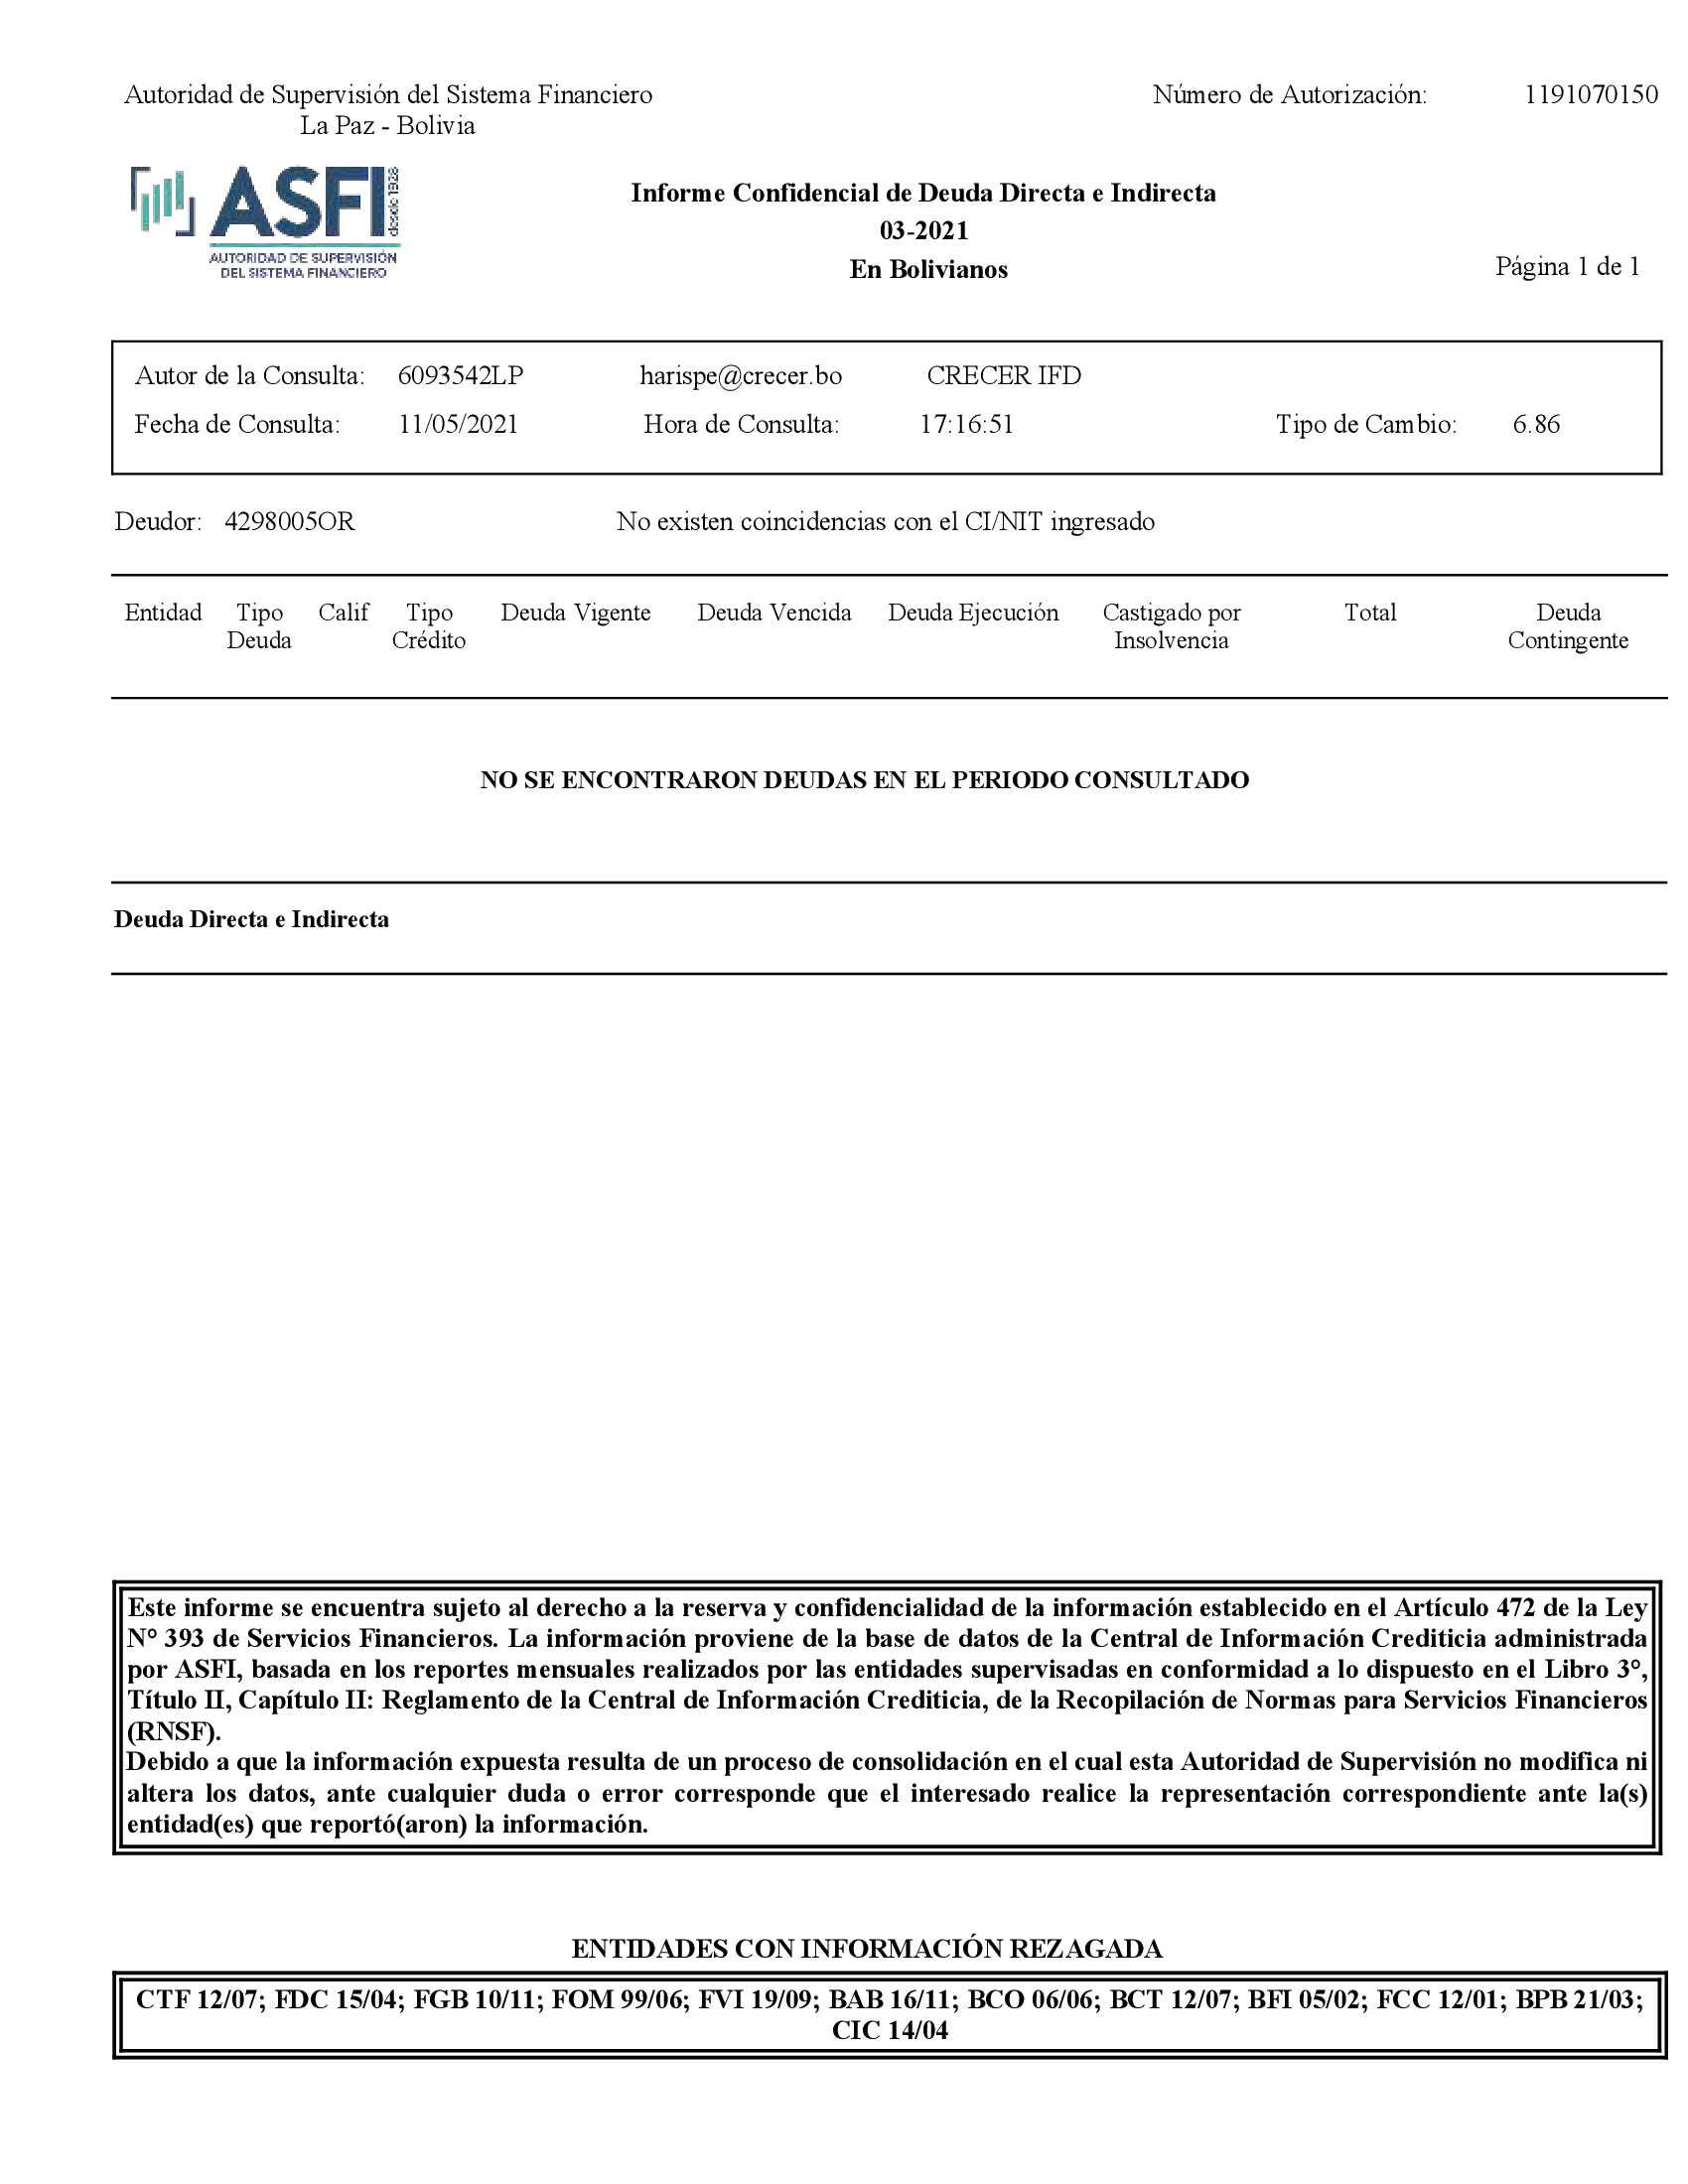 Autoridad de Supervisión del Sistema Financiero
La Paz - Bolivia
Número de Autorización: 1191070150
ASFI desde 1928
AUTORIDAD DE SUPERVISIÓN
DEL SISTEMA FINANCIERO
Informe Confidencial de Deuda Directa e Indirecta
03-2021
En Bolivianos
Página 1 de 1
Autor de la Consulta: 6093542LP harispe@crecer.bo CRECER IFD
Fecha de Consulta: 11/05/2021 Hora de Consulta: 17:16:51 Tipo de Cambio: 6.86
Deudor: 4298005OR No existen coincidencias con el CI/NIT ingresado
Entidad Tipo Calif Tipo Deuda Vigente Deuda Vencida Deuda Ejecución Castigado por Total Deuda
Deuda Crédito Insolvencia Contingente
NO SE ENCONTRARON DEUDAS EN EL PERIODO CONSULTADO
Deuda Directa e Indirecta
Este informe se encuentra sujeto al derecho a la reserva y confidencialidad de la información establecido en el Artículo 472 de la Ley
N° 393 de Servicios Financieros. La información proviene de la base de datos de la Central de Información Crediticia administrada
por ASFI, basada en los reportes mensuales realizados por las entidades supervisadas en conformidad a lo dispuesto en el Libro 3°,
Título II, Capítulo II: Reglamento de la Central de Información Crediticia, de la Recopilación de Normas para Servicios Financieros
(RNSF).
Debido a que la información expuesta resulta de un proceso de consolidación en el cual esta Autoridad de Supervisión no modifica ni
altera los datos, ante cualquier duda o error corresponde que el interesado realice la representación correspondiente ante la(s)
entidad(es) que reportó(aron) la información.
ENTIDADES CON INFORMACIÓN REZAGADA
CTF 12/07; FDC 15/04; FGB 10/11; FOM 99/06; FVI 19/09; BAB 16/11; BCO 06/06; BCT 12/07; BFI 05/02; FCC 12/01; BPB 21/03;
CIC 14/04